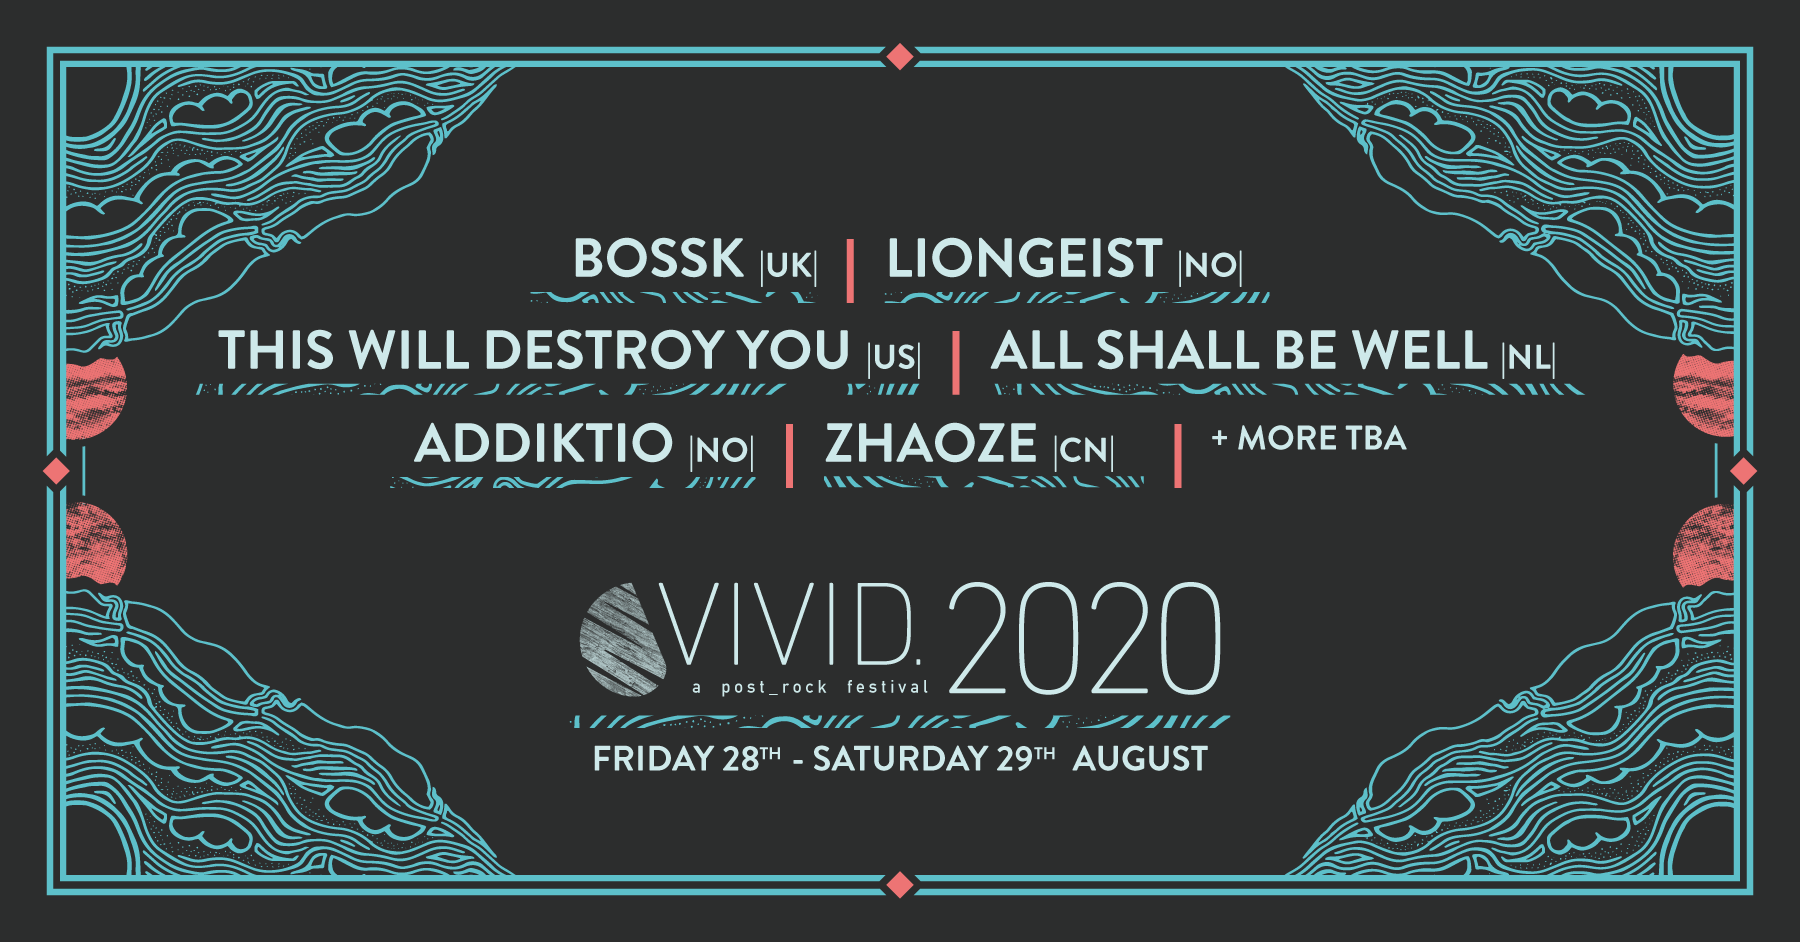 BOSSK |UK| | LIONGEIST |NO|
THIS WILL DESTROY YOU |US| | ALL SHALL BE WELL |NL|
ADDIKTIO |NO| | ZHAOZE |CN| | + MORE TBA
VIVID. 2020
a post_rock festival
FRIDAY 28TH - SATURDAY 29TH AUGUST